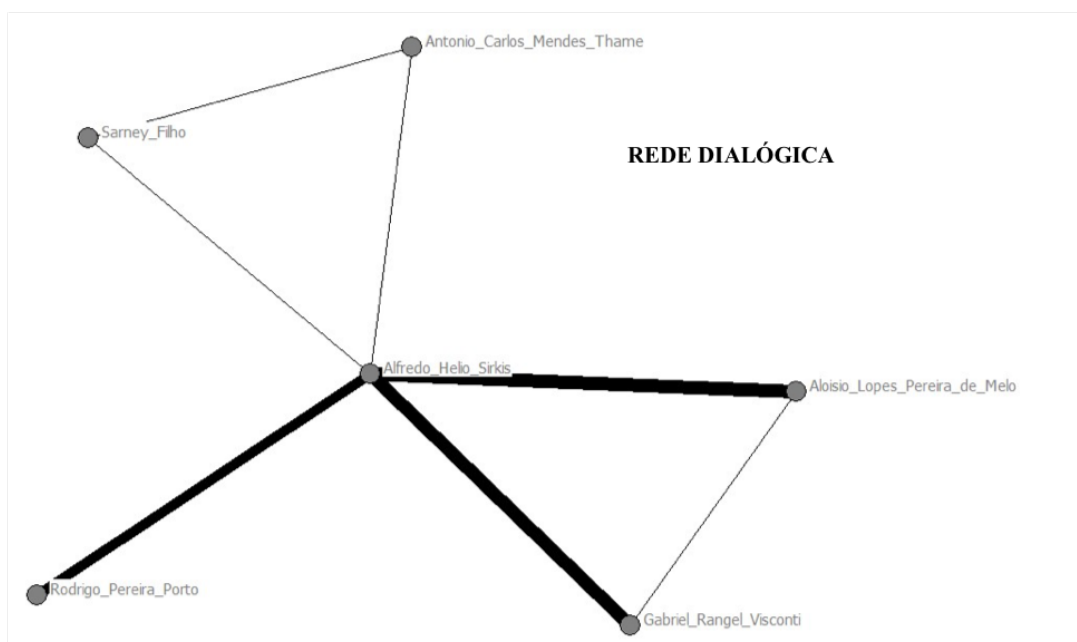 Antonio_Carlos_Mendes_Thame
Sarney_Filho
REDE DIALÓGICA
Alfredo_Helio_Sirkis
Aloisio_Lopes_Pereira_de_Melo
Rodrigo_Pereira_Porto
Gabriel_Rangel_Visconti